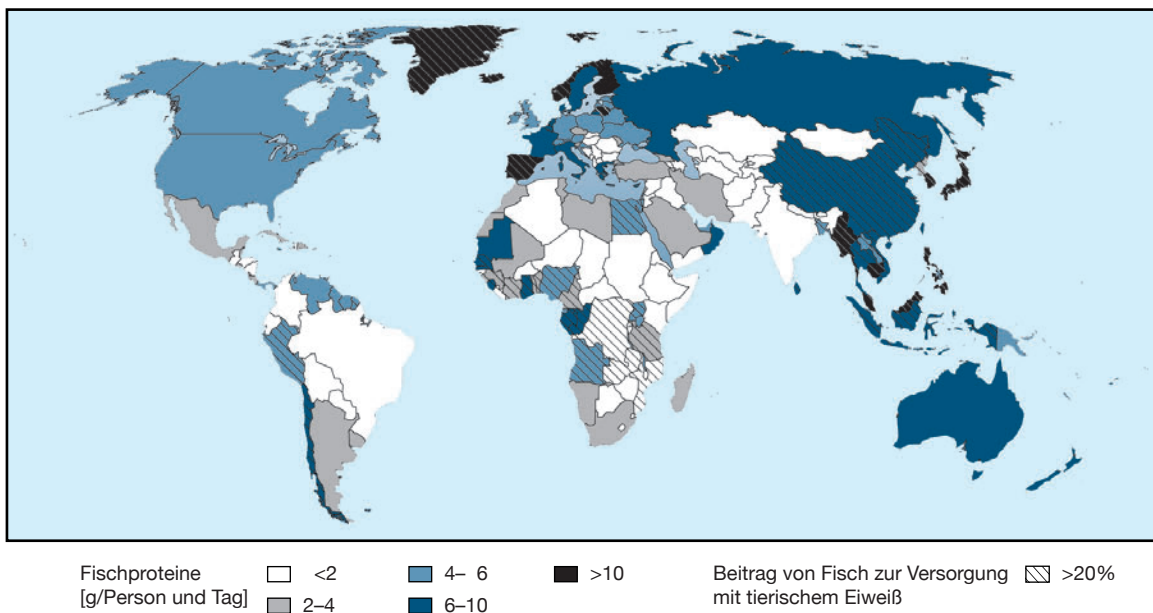 Fischproteine
[g/Person und Tag]
<2
2–4
4– 6
6–10
>10
Beitrag von Fisch zur Versorgung
mit tierischem Eiweiß
>20%